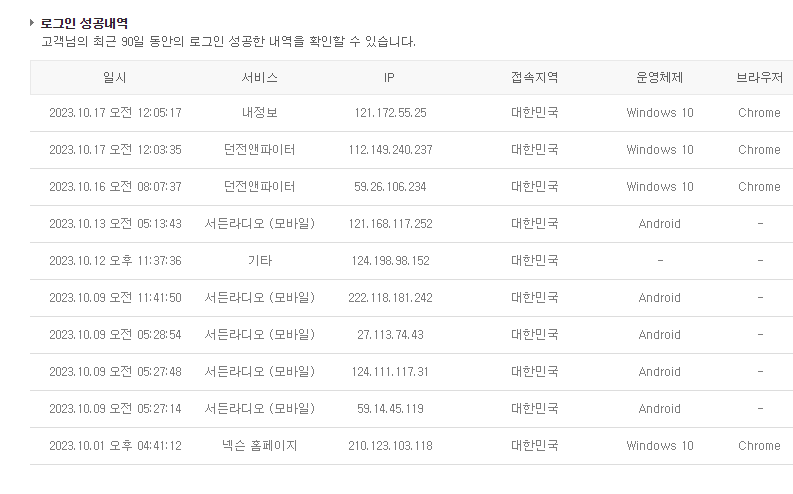 로그인 성공내역
고객님의 최근 90일 동안의 로그인 성공한 내역을 확인할 수 있습니다.
일시 서비스 IP 접속지역 운영체제 브라우저
2023.10.17 오전 12:05:17 내정보 121.172.55.25 대한민국 Windows 10 Chrome
2023.10.17 오전 12:03:35 던전앤파이터 112.149.240.237 대한민국 Windows 10 Chrome
2023.10.16 오전 08:07:37 던전앤파이터 59.26.106.234 대한민국 Windows 10 Chrome
2023.10.13 오전 05:13:43 서든라디오 (모바일) 121.168.117.252 대한민국 Android -
2023.10.12 오후 11:37:36 기타 124.198.98.152 대한민국 - -
2023.10.09 오전 11:41:50 서든라디오 (모바일) 222.118.181.242 대한민국 Android -
2023.10.09 오전 05:28:54 서든라디오 (모바일) 27.113.74.43 대한민국 Android -
2023.10.09 오전 05:27:48 서든라디오 (모바일) 124.111.117.31 대한민국 Android -
2023.10.09 오전 05:27:14 서든라디오 (모바일) 59.14.45.119 대한민국 Android -
2023.10.01 오후 04:41:12 넥슨 홈페이지 210.123.103.118 대한민국 Windows 10 Chrome